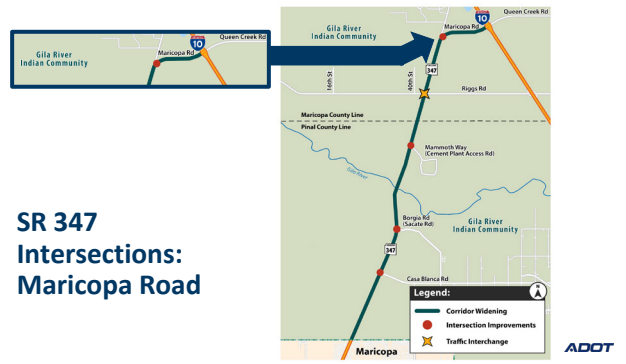 Gila River
Indian Community
Maricopa Rd
INTERSTATE
10
Queen Creek Rd
Gila River
Indian Community
Maricopa Rd
10
Queen Creek Rd
347
16th St
40th St
Riggs Rd
Maricopa County Line
Pinal County Line
Mammoth Way
(Cement Plant Access Rd)
Gila River
Borgia Rd
(Sacate Rd)
Gila River
Indian Community
347
Casa Blanca Rd
SR 347
Intersections:
Maricopa Road
Legend:
N
Corridor Widening
Intersection Improvements
Traffic Interchange
Maricopa
ADOT